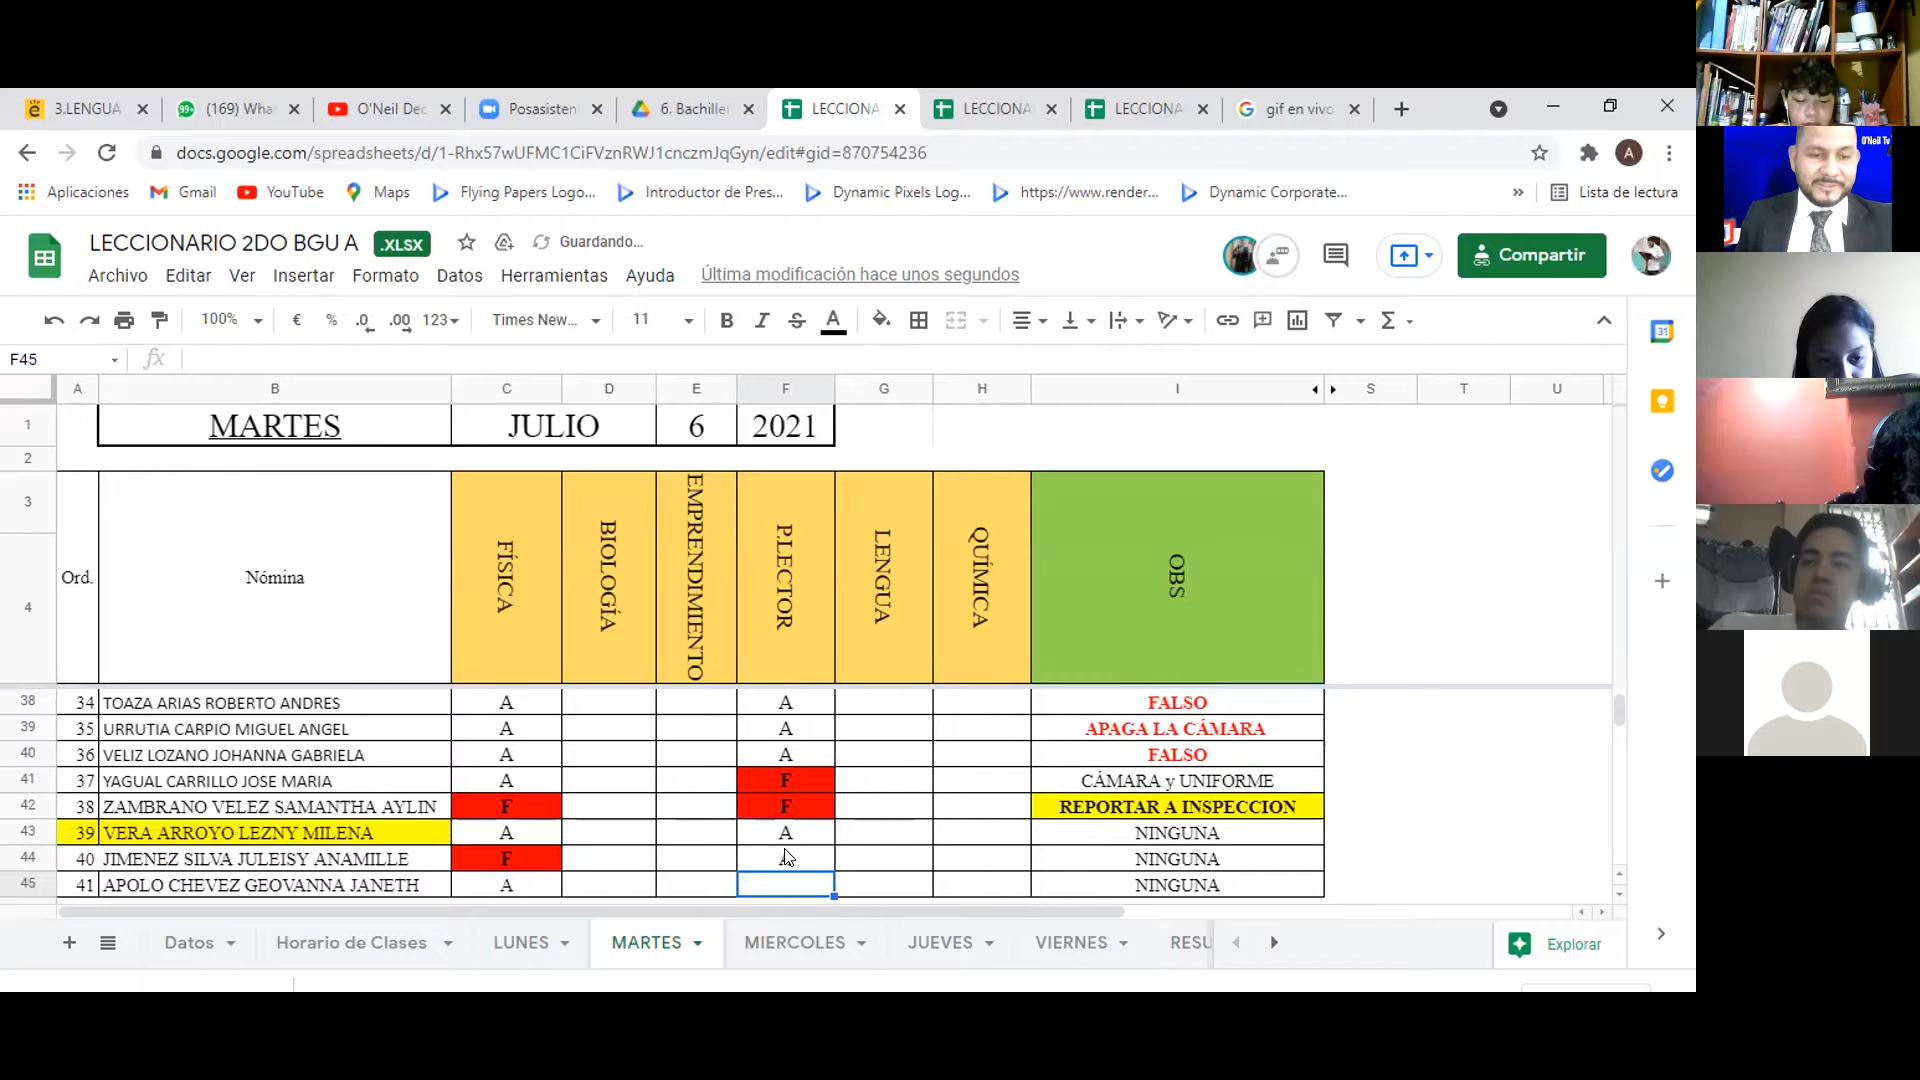 3.LENGUA
(169) Wha
O'Neil Dec
Posasisten
6. Bachille
LECCIONA
LECCIONA
LECCIONA
gif en vivo
docs.google.com/spreadsheets/d/1-Rhx57wUFMC1CiFVznRWJ1cnczmJqGyn/edit#gid=870754236
A
O'Neil Tv
Aplicaciones
Gmail
YouTube
Maps
Flying Papers Logo...
Introductor de Pres...
Dynamic Pixels Log...
https://www.render...
Dynamic Corporate...
»
Lista de lectura
LECCIONARIO 2DO BGU A
.XLSX
Guardando...
Compartir
Archivo Editar Ver Insertar Formato Datos Herramientas Ayuda
Última modificación hace unos segundos
100% € % .0 .00 123 Times New... 11 B I S A Σ
31
F45 fx
A B C D E F G H I S T U
1 MARTES JULIO 6 2021
2
3
4
Ord. Nómina FÍSICA BIOLOGÍA EMPRENDIMIENTO P.LECTOR LENGUA QUÍMICA OBS
38 34 TOAZA ARIAS ROBERTO ANDRES A A FALSO
39 35 URRUTIA CARPIO MIGUEL ANGEL A A APAGA LA CÁMARA
40 36 VELIZ LOZANO JOHANNA GABRIELA A A FALSO
41 37 YAGUAL CARRILLO JOSE MARIA A F CÁMARA y UNIFORME
42 38 ZAMBRANO VELEZ SAMANTHA AYLIN F F REPORTAR A INSPECCION
43 39 VERA ARROYO LEZNY MILENA A A NINGUNA
44 40 JIMENEZ SILVA JULEISY ANAMILLE F A NINGUNA
45 41 APOLO CHEVEZ GEOVANNA JANETH A NINGUNA
Datos
Horario de Clases
LUNES
MARTES
MIERCOLES
JUEVES
VIERNES
RESU
Explorar